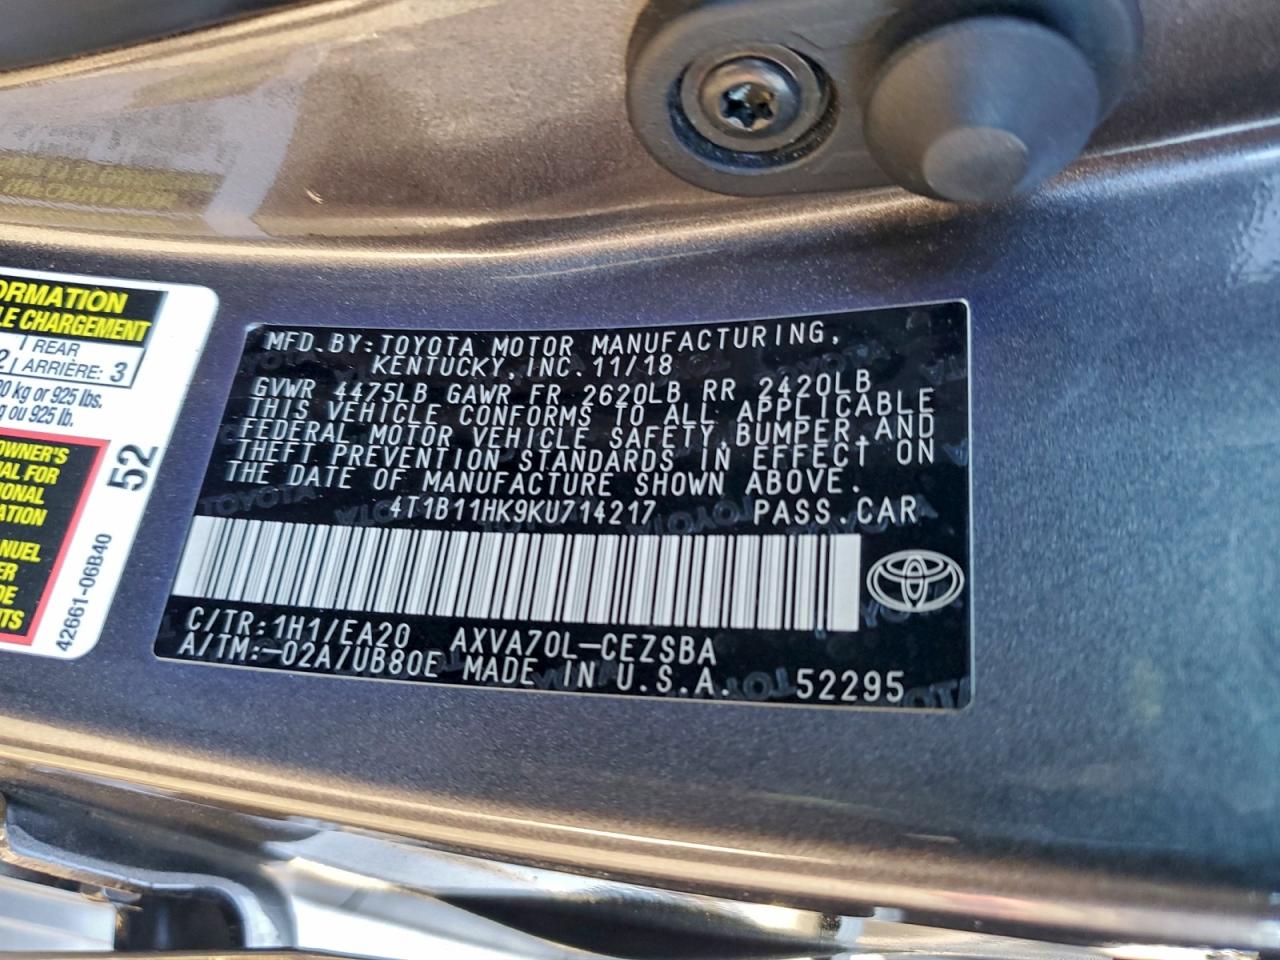 ORMATION
LE CHARGEMENT
REAR
ARRIÈRE: 3
kg or 925 lbs.
ou 925 lb.
OWNER'S
FOR
52
42661-06B40
MFD. BY: TOYOTA MOTOR MANUFACTURING,
KENTUCKY, INC. 11/18
GVWR 4475LB GAWR FR 2620LB RR 2420LB
THIS VEHICLE CONFORMS TO ALL APPLICABLE
FEDERAL MOTOR VEHICLE SAFETY, BUMPER, AND
THEFT PREVENTION STANDARDS IN EFFECT ON
THE DATE OF MANUFACTURE SHOWN ABOVE.
4T1B11HK9KU714217 PASS. CAR
C/TR: 1H1/EA20 AXVA70L-CEZSBA
A/TM:-02A/UB80E MADE IN U.S.A. 52295